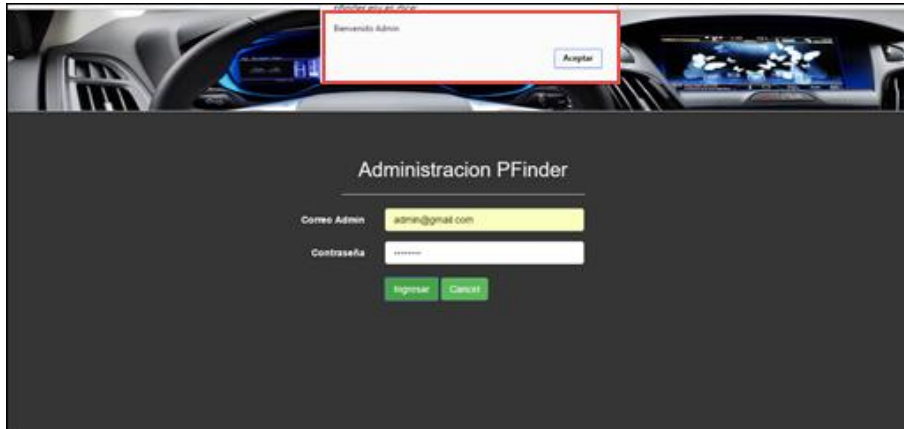 Bienvenido Admin
Aceptar
Administracion PFinder
Correo Admin
admin@gmail.com
Contraseña
Ingresar
Cancel